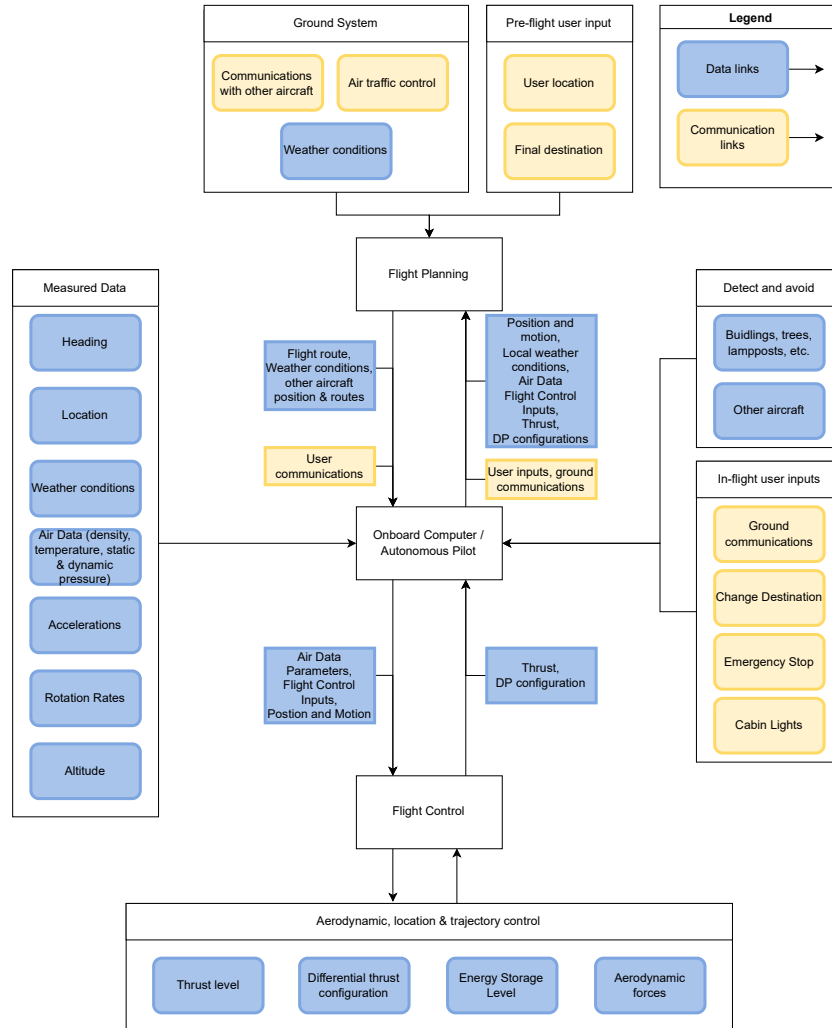 Ground System
Communications
with other aircraft
Air traffic control
Weather conditions
Pre-flight user input
User location
Final destination
Legend
Data links
Communication
links
Flight Planning
Measured Data
Heading
Location
Weather conditions
Air Data (density,
temperature, static
& dynamic
pressure)
Accelerations
Rotation Rates
Altitude
Flight route,
Weather conditions,
other aircraft
position & routes
User
communications
Position and
motion,
Local weather
conditions,
Air Data
Flight Control
Inputs,
Thrust,
DP configurations
User inputs, ground
communications
Detect and avoid
Buidlings, trees,
lampposts, etc.
Other aircraft
In-flight user inputs
Ground
communications
Change Destination
Emergency Stop
Cabin Lights
Onboard Computer /
Autonomous Pilot
Air Data
Parameters,
Flight Control
Inputs,
Postion and Motion
Thrust,
DP configuration
Flight Control
Aerodynamic, location & trajectory control
Thrust level
Differential thrust
configuration
Energy Storage
Level
Aerodynamic
forces